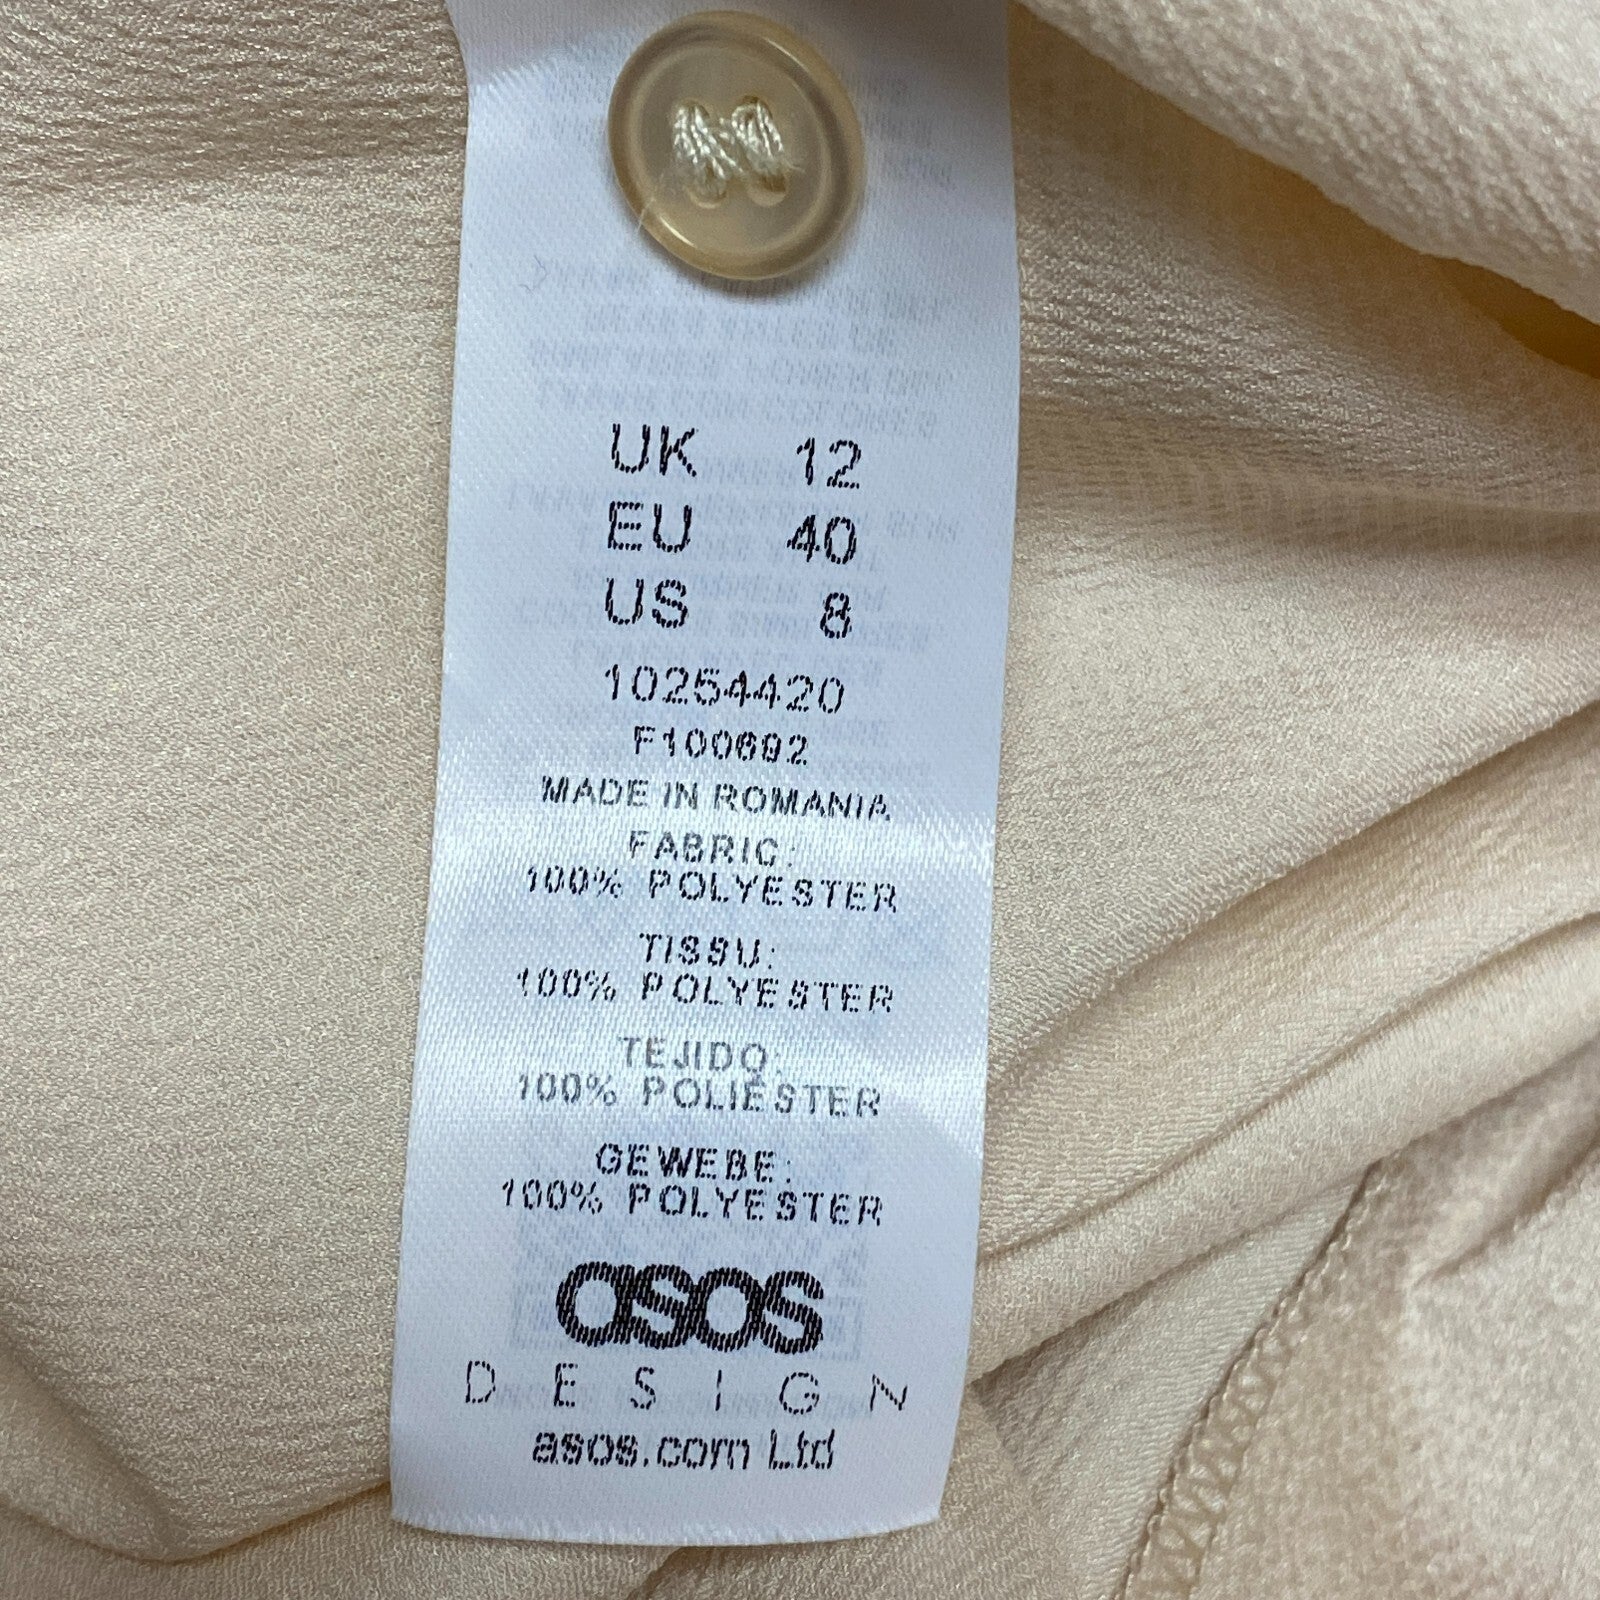 UK 12
EU 40
US 8
10254420
F100692
MADE IN ROMANIA
FABRIC:
100% POLYESTER
TISSU:
100% POLYESTER
TEJIDO:
100% POLIÉSTER
GEWEBE:
100% POLYESTER
asos
DESIGN
asos.com Ltd